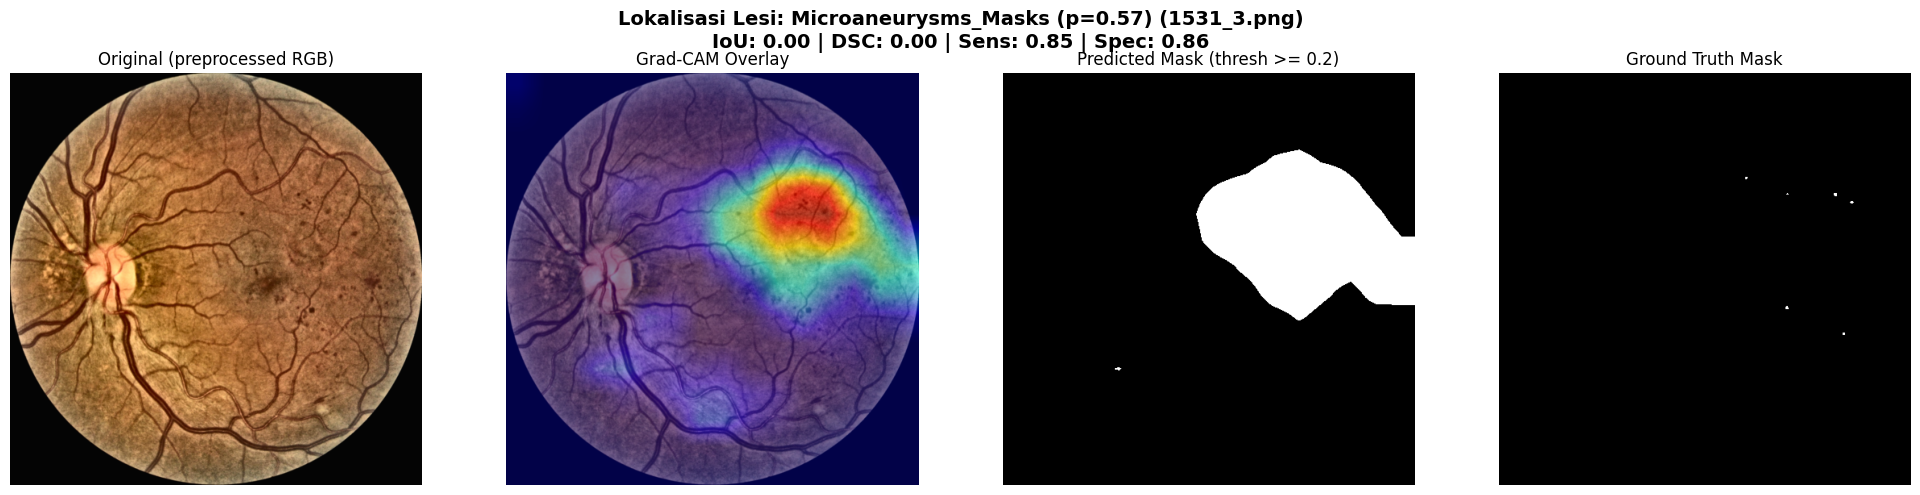 Lokalisasi Lesi: Microaneurysms_Masks (p=0.57) (1531_3.png)
IoU: 0.00 | DSC: 0.00 | Sens: 0.85 | Spec: 0.86
Original (preprocessed RGB)
Grad-CAM Overlay
Predicted Mask (thresh >= 0.2)
Ground Truth Mask